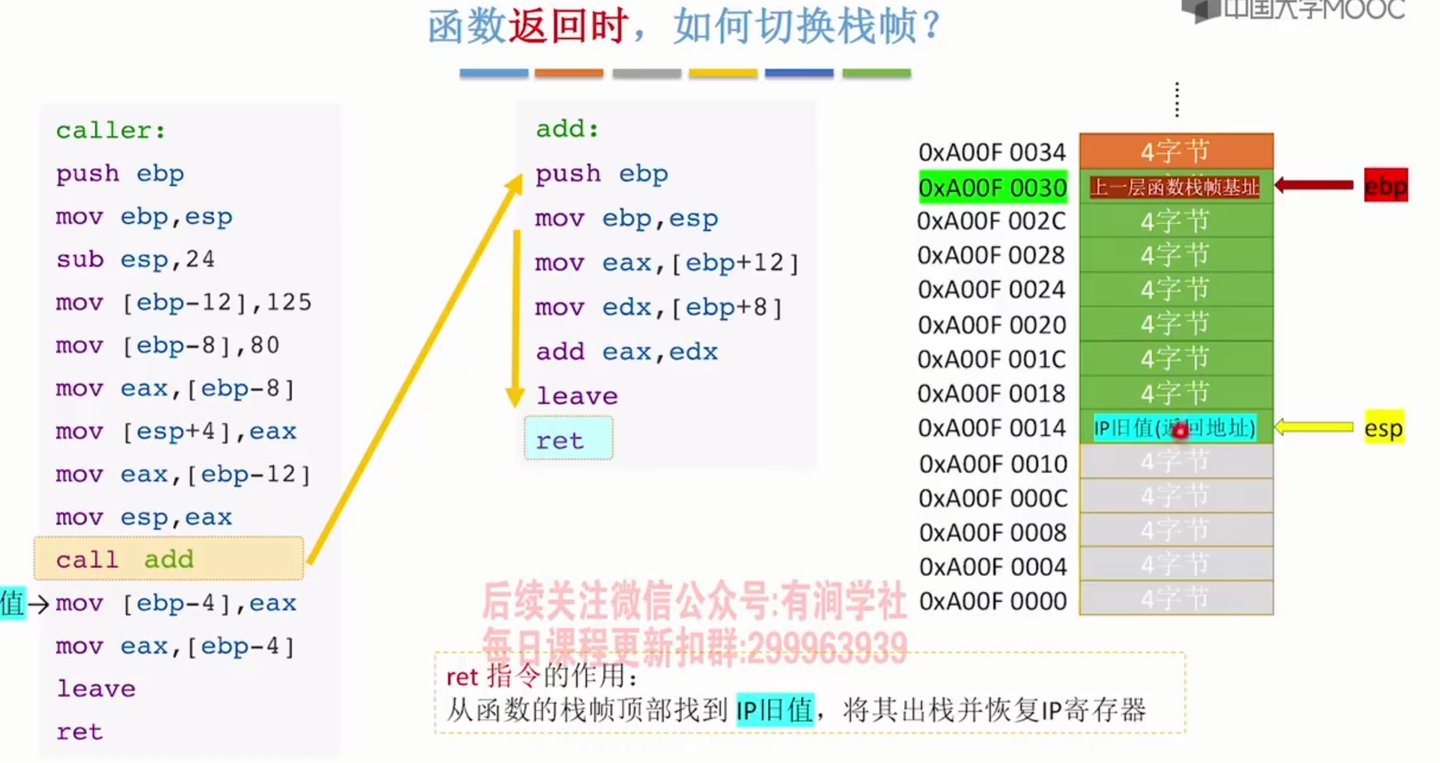 中国大学MOOC
函数返回时，如何切换栈帧？
caller:
push ebp
mov ebp,esp
sub esp,24
mov [ebp-12],125
mov [ebp-8],80
mov eax,[ebp-8]
mov [esp+4],eax
mov eax,[ebp-12]
mov esp,eax
call add
值→mov [ebp-4],eax
mov eax,[ebp-4]
leave
ret
add:
push ebp
mov ebp,esp
mov eax,[ebp+12]
mov edx,[ebp+8]
add eax,edx
leave
ret
0xA00F 0034 4字节
0xA00F 0030 上一层函数栈帧基址 ebp
0xA00F 002C 4字节
0xA00F 0028 4字节
0xA00F 0024 4字节
0xA00F 0020 4字节
0xA00F 001C 4字节
0xA00F 0018 4字节
0xA00F 0014 IP旧值(返回地址) esp
0xA00F 0010 4字节
0xA00F 000C 4字节
0xA00F 0008 4字节
0xA00F 0004 4字节
0xA00F 0000 4字节
后续关注微信公众号:有涧学社
每日课程更新扣群:299963939
ret 指令的作用：
从函数的栈帧顶部找到 IP旧值，将其出栈并恢复IP寄存器